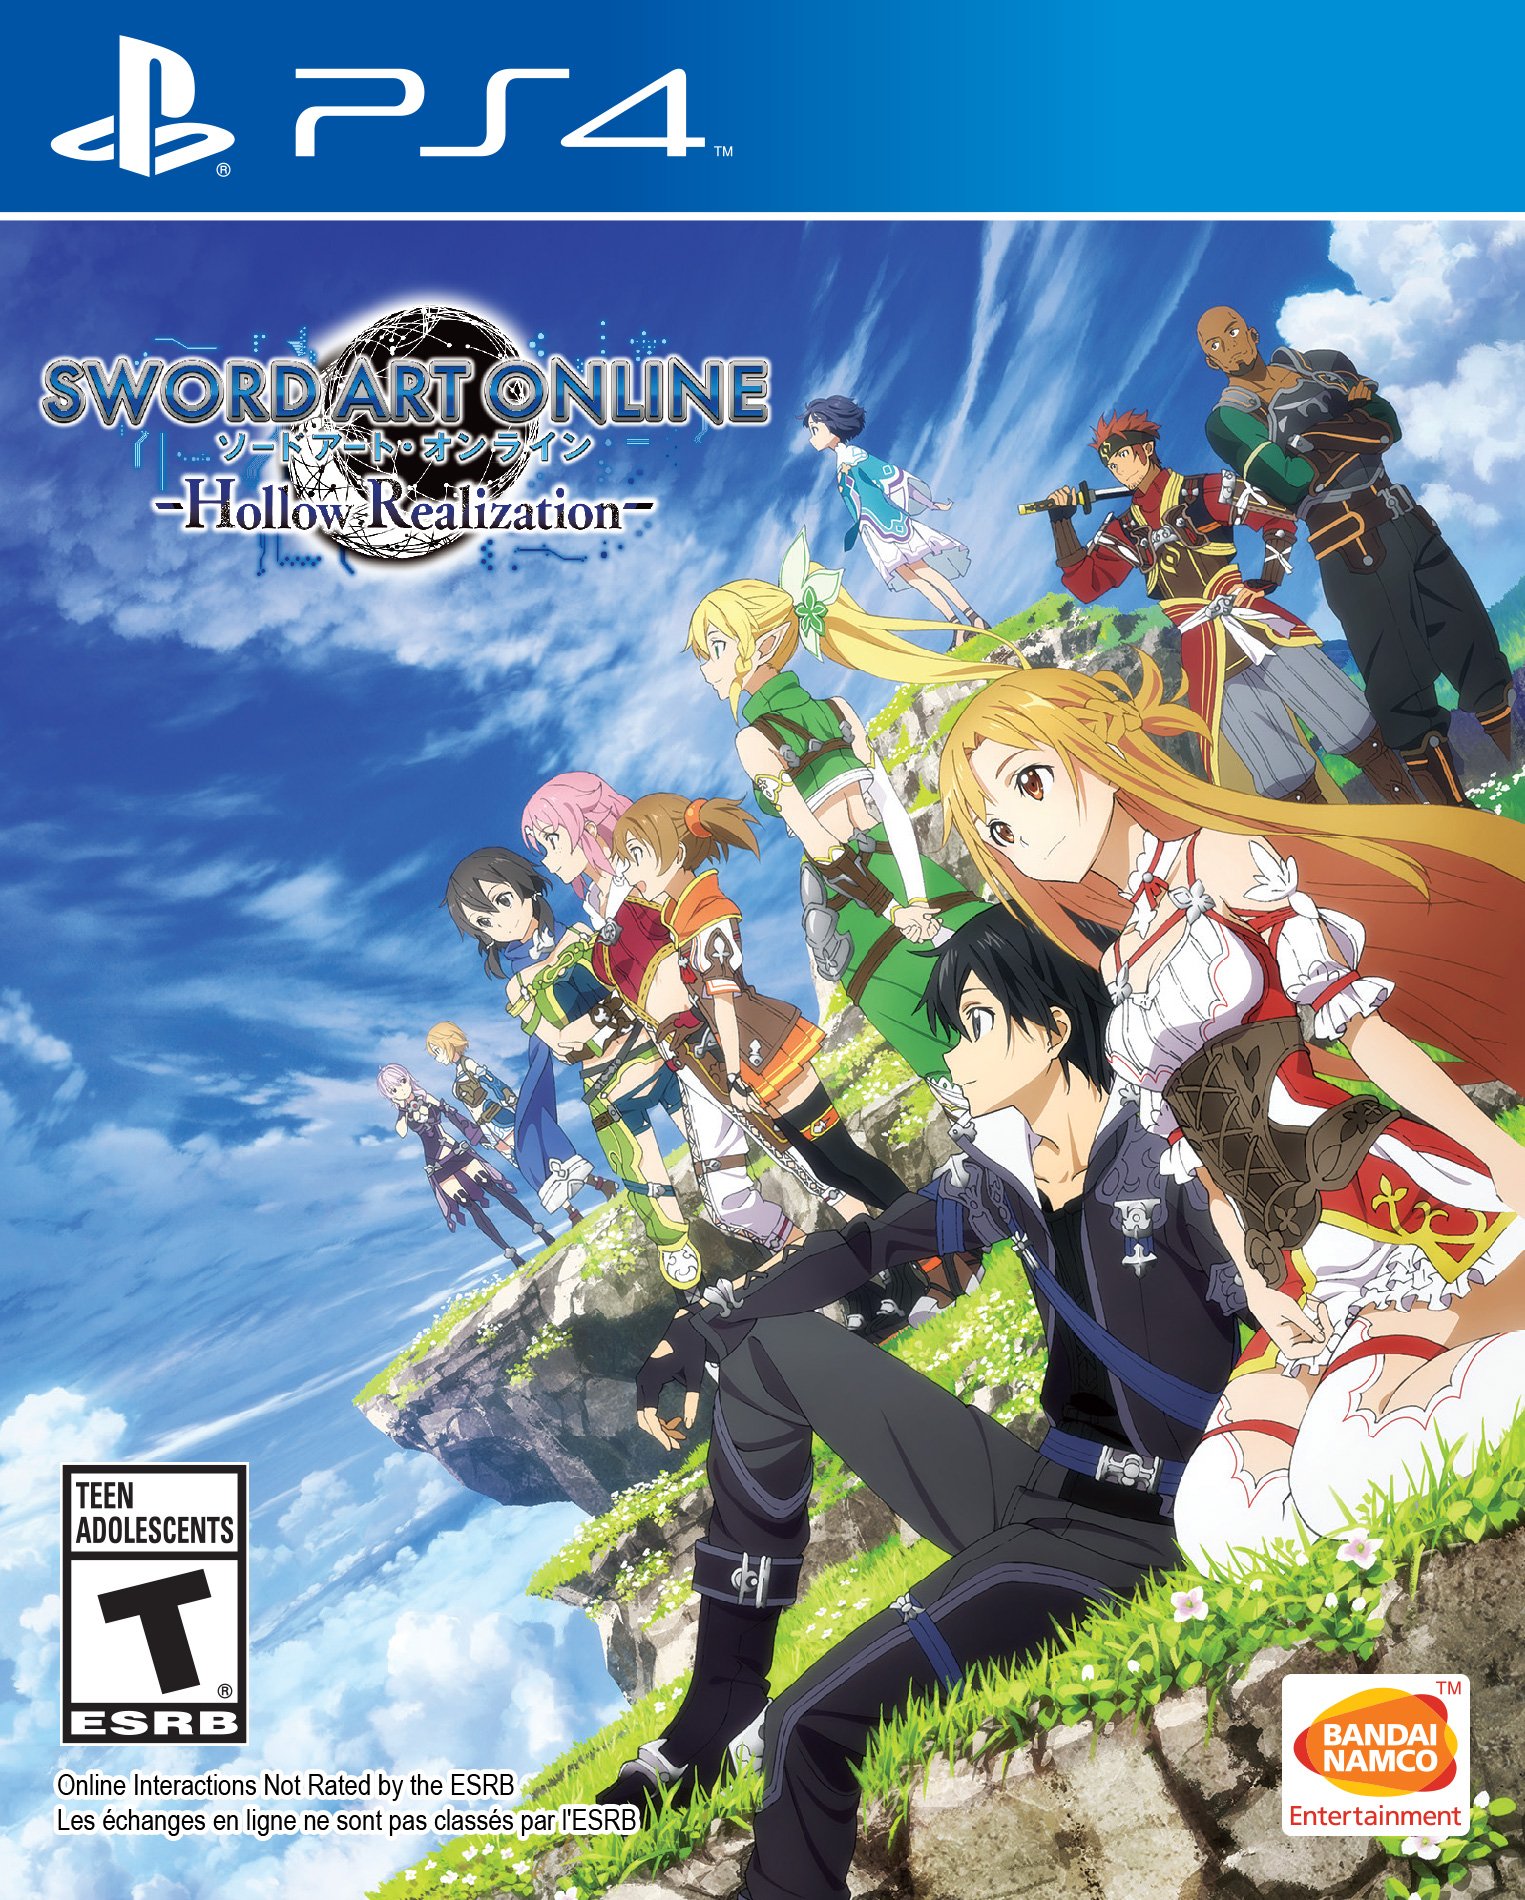 PS4™
SWORD ART ONLINE
ソードアート・オンライン
-Hollow Realization-
TEEN
ADOLESCENTS
T
®
ESRB
Online Interactions Not Rated by the ESRB
Les échanges en ligne ne sont pas classés par l'ESRB
™
BANDAI
NAMCO
Entertainment